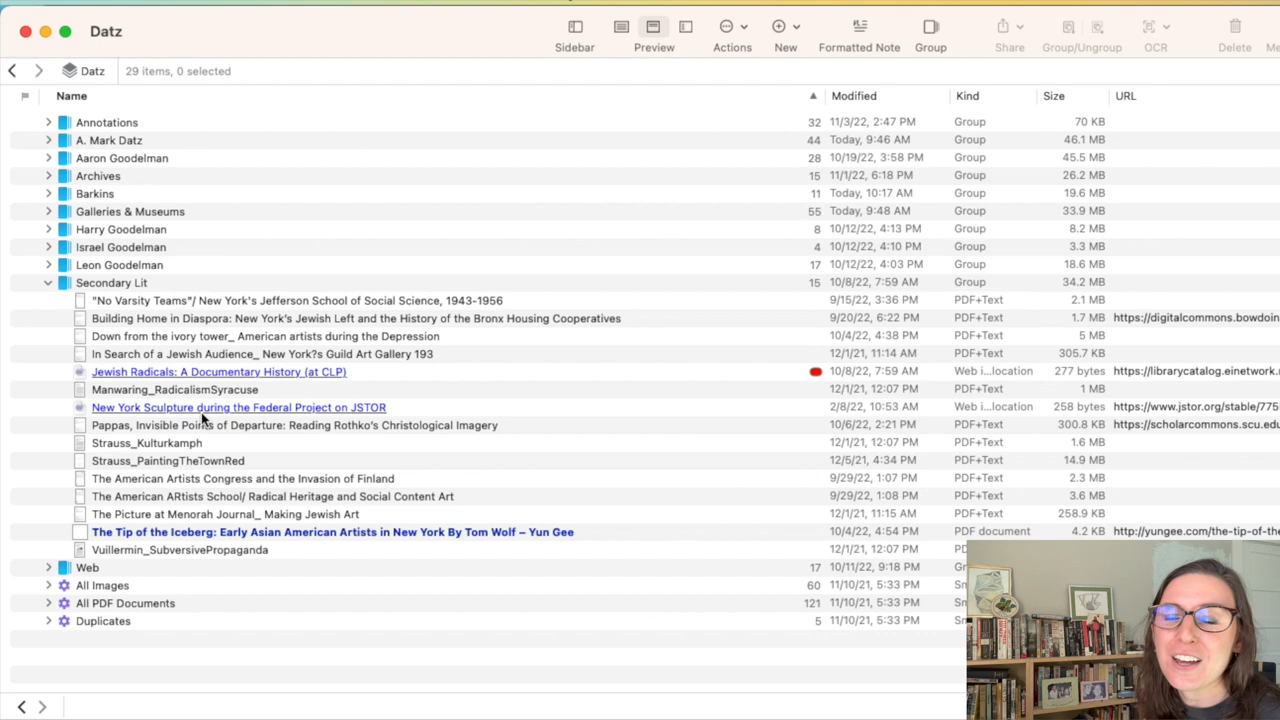 Datz
Sidebar Preview Actions New Formatted Note Group Share Group/Ungroup OCR Delete
Datz 29 items, 0 selected
Name Modified Kind Size URL
Annotations 32 11/3/22, 2:47 PM Group 70 KB
A. Mark Datz 44 Today, 9:46 AM Group 46.1 MB
Aaron Goodelman 28 10/19/22, 3:58 PM Group 45.5 MB
Archives 15 11/1/22, 6:18 PM Group 26.2 MB
Barkins 11 Today, 10:17 AM Group 19.6 MB
Galleries & Museums 55 Today, 9:48 AM Group 33.9 MB
Harry Goodelman 8 10/12/22, 4:13 PM Group 8.2 MB
Israel Goodelman 4 10/12/22, 4:10 PM Group 3.3 MB
Leon Goodelman 17 10/12/22, 4:03 PM Group 18.6 MB
Secondary Lit 15 10/8/22, 7:59 AM Group 34.2 MB
"No Varsity Teams"/ New York's Jefferson School of Social Science, 1943-1956 9/15/22, 3:36 PM PDF+Text 2.1 MB
Building Home in Diaspora: New York's Jewish Left and the History of the Bronx Housing Cooperatives 9/20/22, 6:22 PM PDF+Text 1.7 MB https://digitalcommons.bowdoin
Down from the ivory tower_ American artists during the Depression 10/4/22, 4:38 PM PDF+Text 5 MB
In Search of a Jewish Audience_ New York?s Guild Art Gallery 193 12/1/21, 11:14 AM PDF+Text 305.7 KB
Jewish Radicals: A Documentary History (at CLP) 10/8/22, 7:59 AM Web i...location 277 bytes https://librarycatalog.einetwork.
Manwaring_RadicalismSyracuse 12/1/21, 12:07 PM PDF+Text 1 MB
New York Sculpture during the Federal Project on JSTOR 2/8/22, 10:53 AM Web i...location 258 bytes https://www.jstor.org/stable/775
Pappas, Invisible Points of Departure: Reading Rothko's Christological Imagery 10/6/22, 2:21 PM PDF+Text 300.8 KB https://scholarcommons.scu.edu
Strauss_Kulturkamph 12/1/21, 12:07 PM PDF+Text 1.6 MB
Strauss_PaintingTheTownRed 12/5/21, 4:34 PM PDF+Text 14.9 MB
The American Artists Congress and the Invasion of Finland 9/29/22, 1:07 PM PDF+Text 2.3 MB
The American ARtists School/ Radical Heritage and Social Content Art 9/29/22, 1:08 PM PDF+Text 3.6 MB
The Picture at Menorah Journal_ Making Jewish Art 12/1/21, 11:15 AM PDF+Text 258.9 KB
The Tip of the Iceberg: Early Asian American Artists in New York By Tom Wolf – Yun Gee 10/4/22, 4:54 PM PDF document 4.2 KB http://yungee.com/the-tip-of-the
Vuillermin_SubversivePropaganda 12/1/21, 12:07 PM
Web 17 10/11/22, 9:18 PM
All Images 60 11/10/21, 5:33 PM
All PDF Documents 121 11/10/21, 5:33 PM
Duplicates 5 11/10/21, 5:33 PM